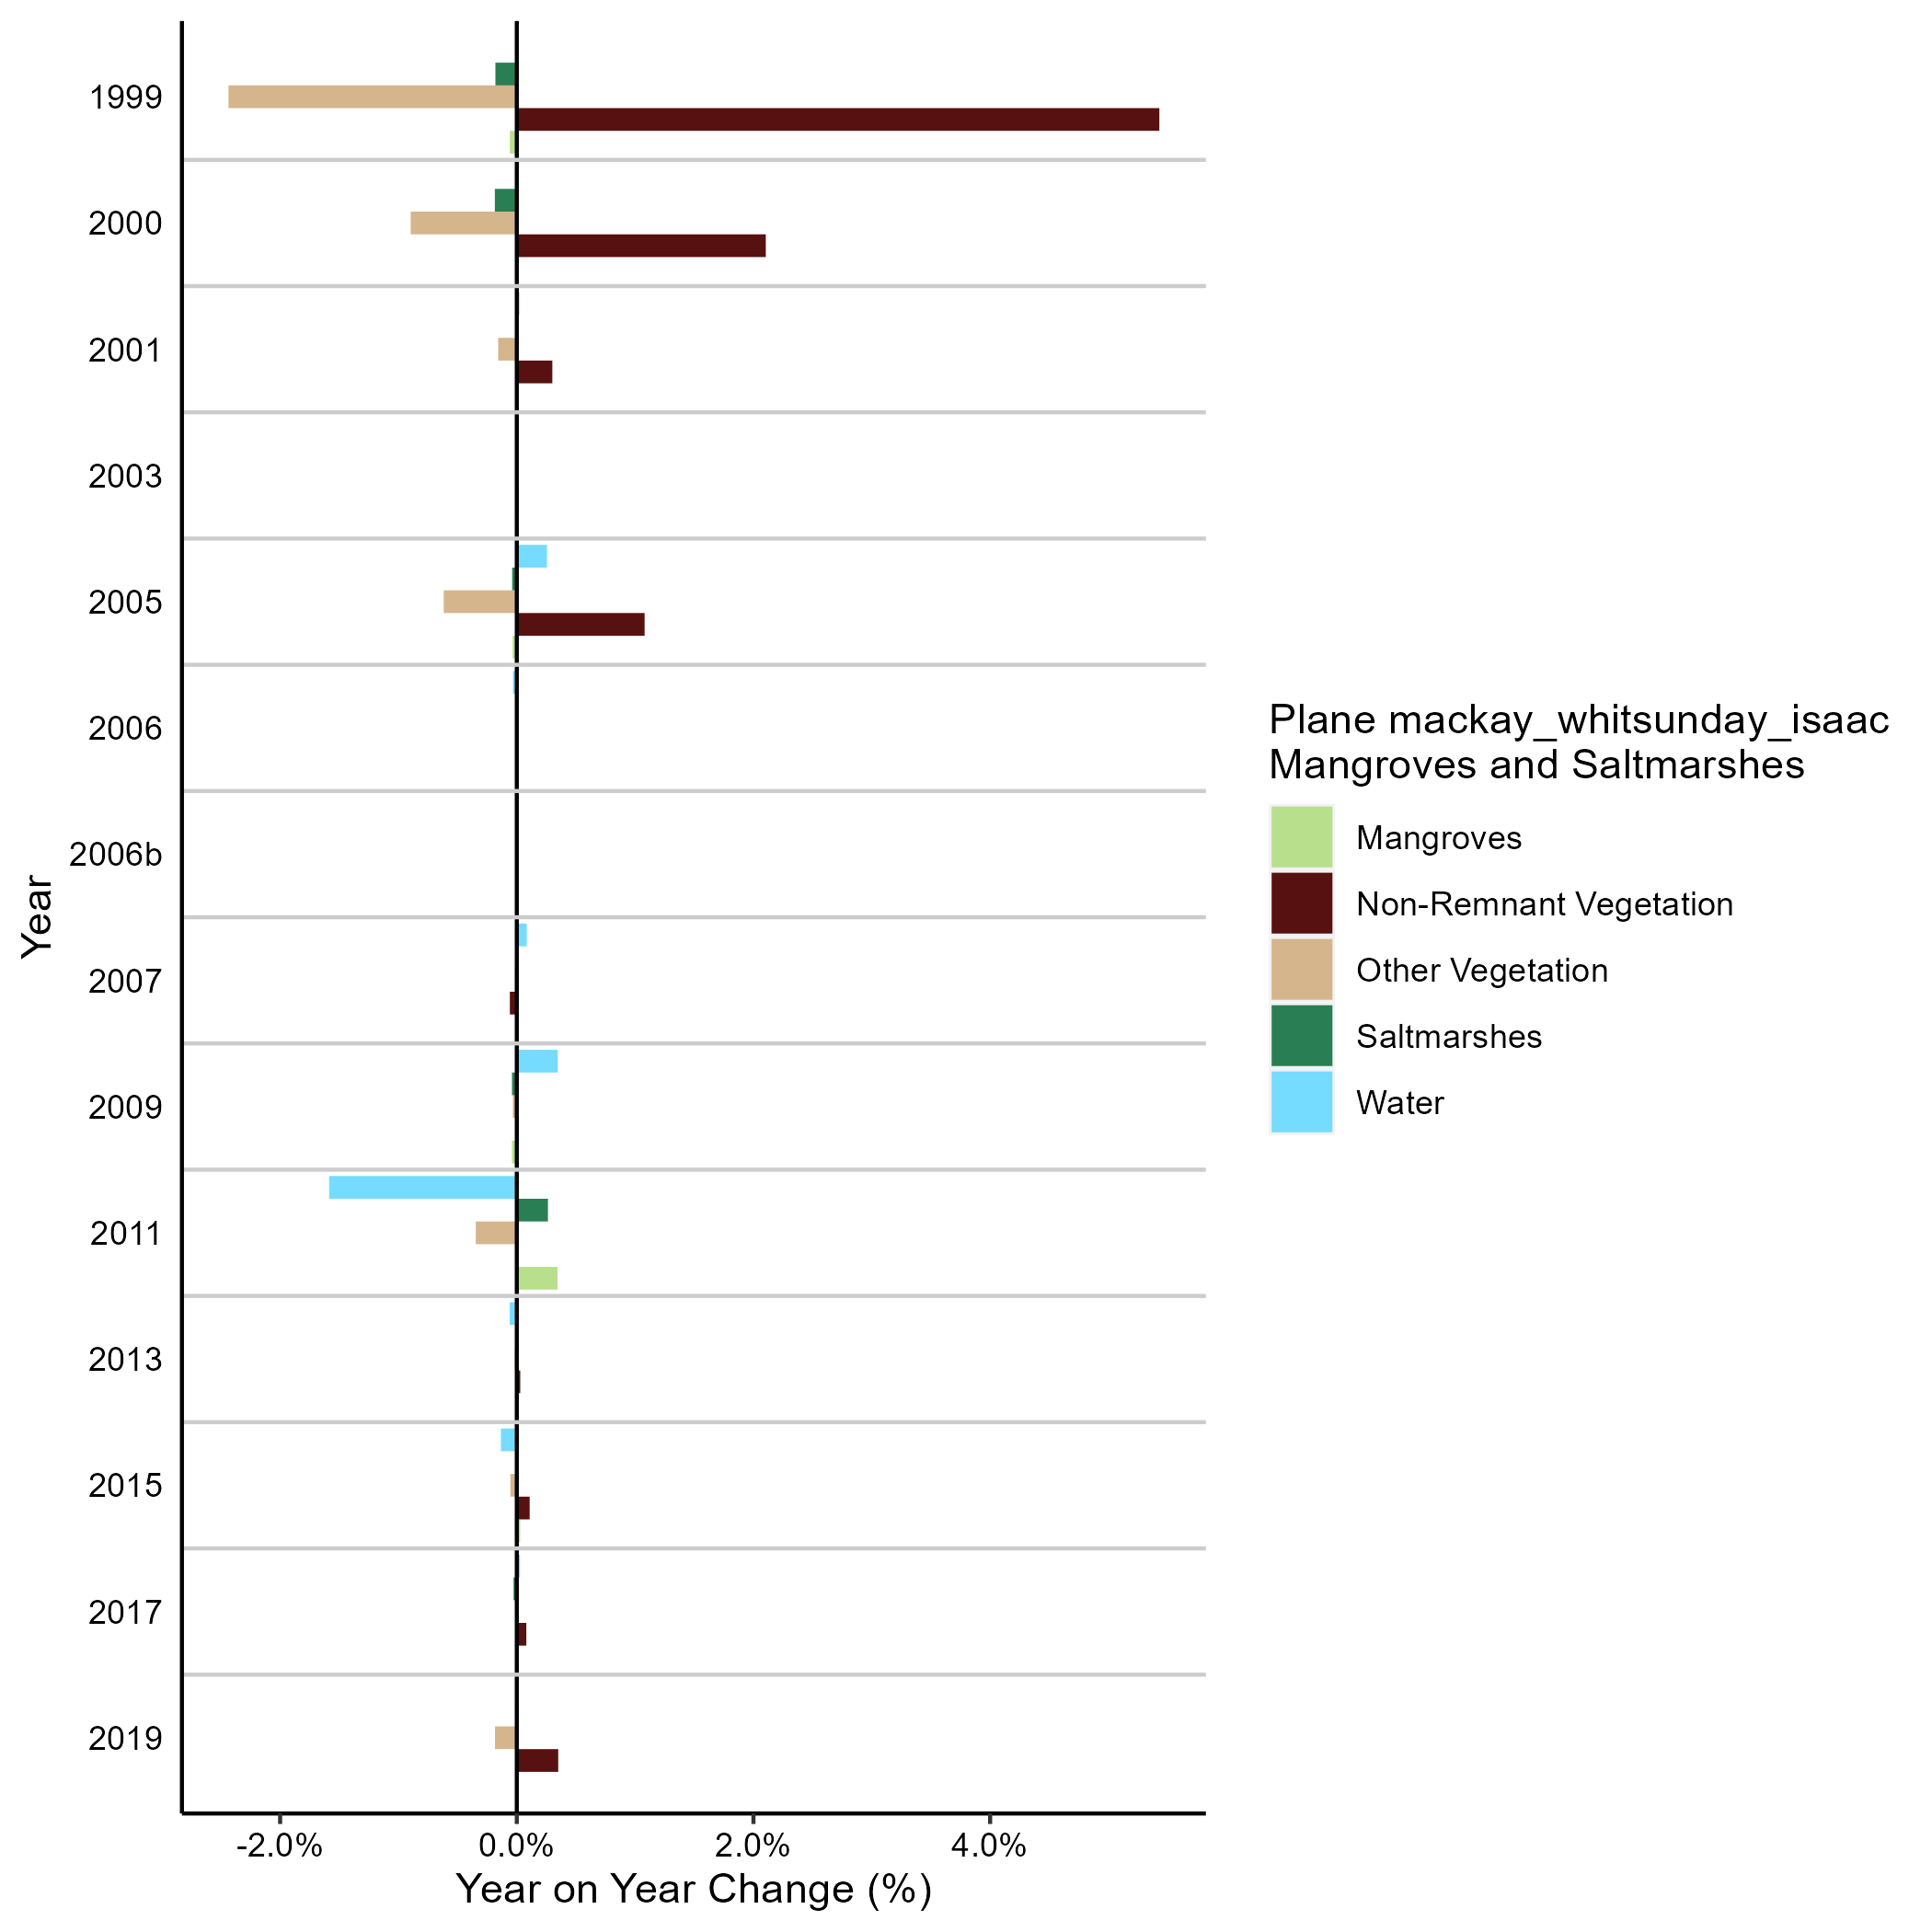 1999
2000
2001
2003
2005
2006
2006b
2007
2009
2011
2013
2015
2017
2019
Year
-2.0%
0.0%
2.0%
4.0%
Year on Year Change (%)
Plane mackay_whitsunday_isaac
Mangroves and Saltmarshes
Mangroves
Non-Remnant Vegetation
Other Vegetation
Saltmarshes
Water